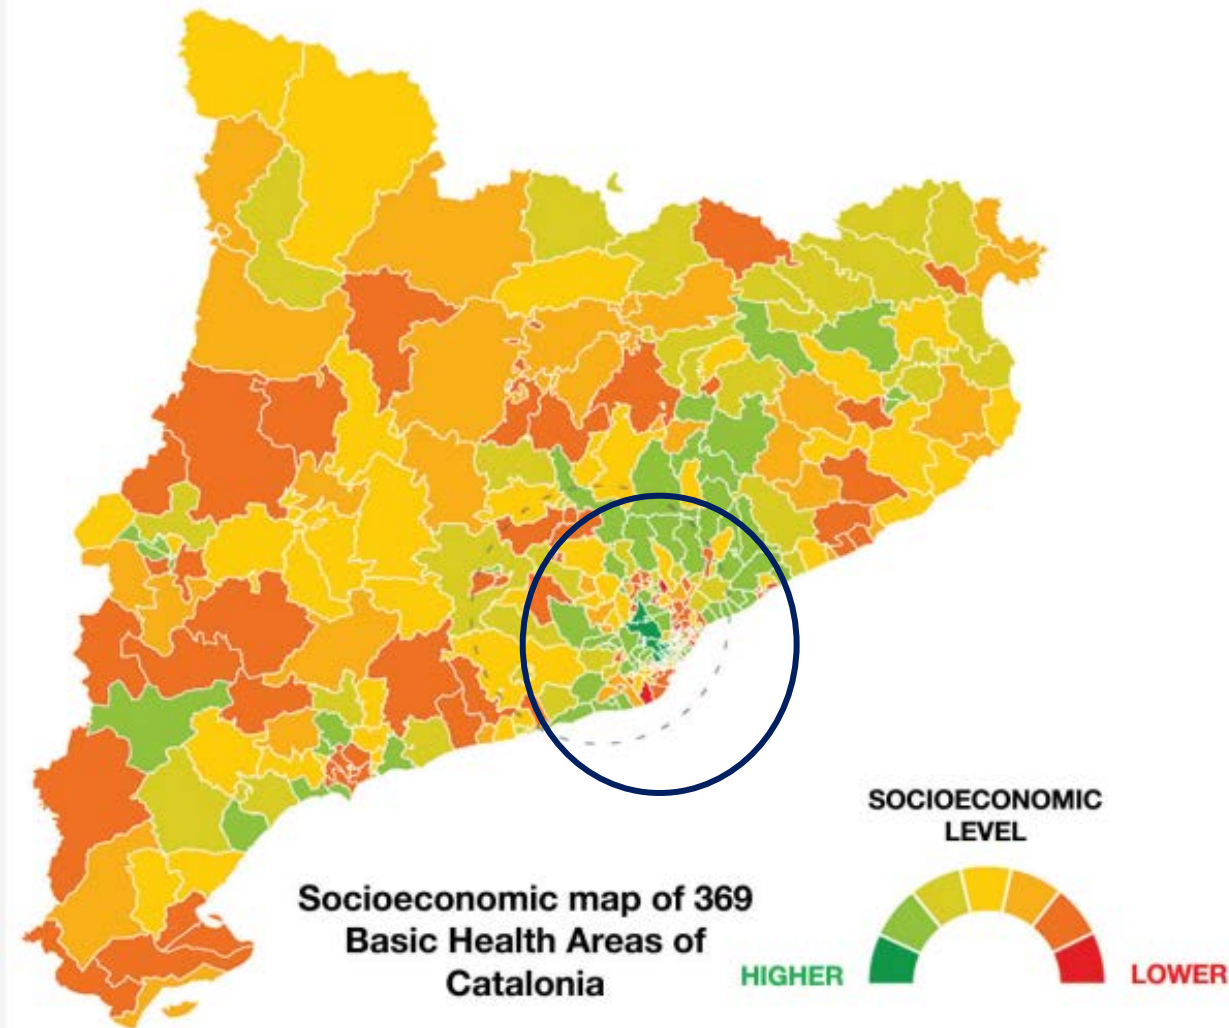 SOCIOECONOMIC
LEVEL
Socioeconomic map of 369
Basic Health Areas of
Catalonia
HIGHER
LOWER